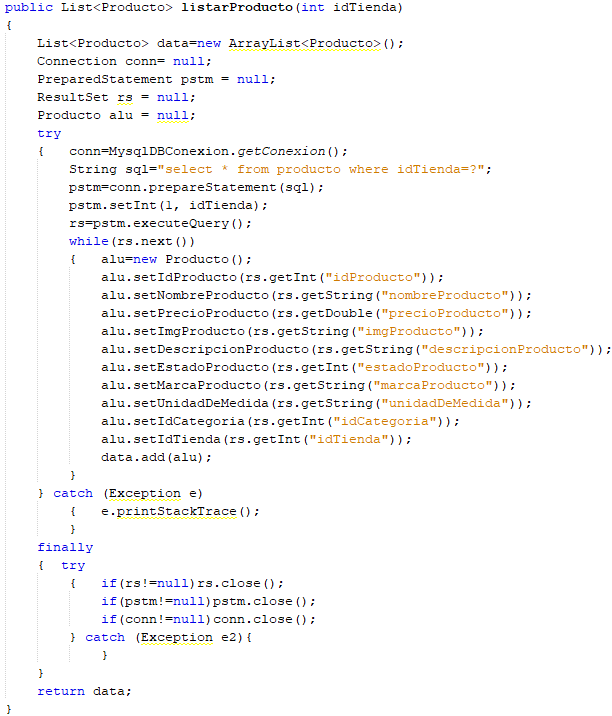 public List<Producto> listarProducto(int idTienda)
{
    List<Producto> data=new ArrayList<Producto>();
    Connection conn= null;
    PreparedStatement pstm = null;
    ResultSet rs = null;
    Producto alu = null;
    try
    {   conn=MysqlDBConexion.getConexion();
        String sql="select * from producto where idTienda=?";
        pstm=conn.prepareStatement(sql);
        pstm.setInt(1, idTienda);
        rs=pstm.executeQuery();
        while(rs.next())
        {   alu=new Producto();
            alu.setIdProducto(rs.getInt("idProducto"));
            alu.setNombreProducto(rs.getString("nombreProducto"));
            alu.setPrecioProducto(rs.getDouble("precioProducto"));
            alu.setImgProducto(rs.getString("imgProducto"));
            alu.setDescripcionProducto(rs.getString("descripcionProducto"));
            alu.setEstadoProducto(rs.getInt("estadoProducto"));
            alu.setMarcaProducto(rs.getString("marcaProducto"));
            alu.setUnidadDeMedida(rs.getString("unidadDeMedida"));
            alu.setIdCategoria(rs.getInt("idCategoria"));
            alu.setIdTienda(rs.getInt("idTienda"));
            data.add(alu);
        }
    } catch (Exception e)
        {   e.printStackTrace();
        }
    finally
    {  try
        {   if(rs!=null)rs.close();
            if(pstm!=null)pstm.close();
            if(conn!=null)conn.close();
        } catch (Exception e2){
            }
    }
    return data;
}